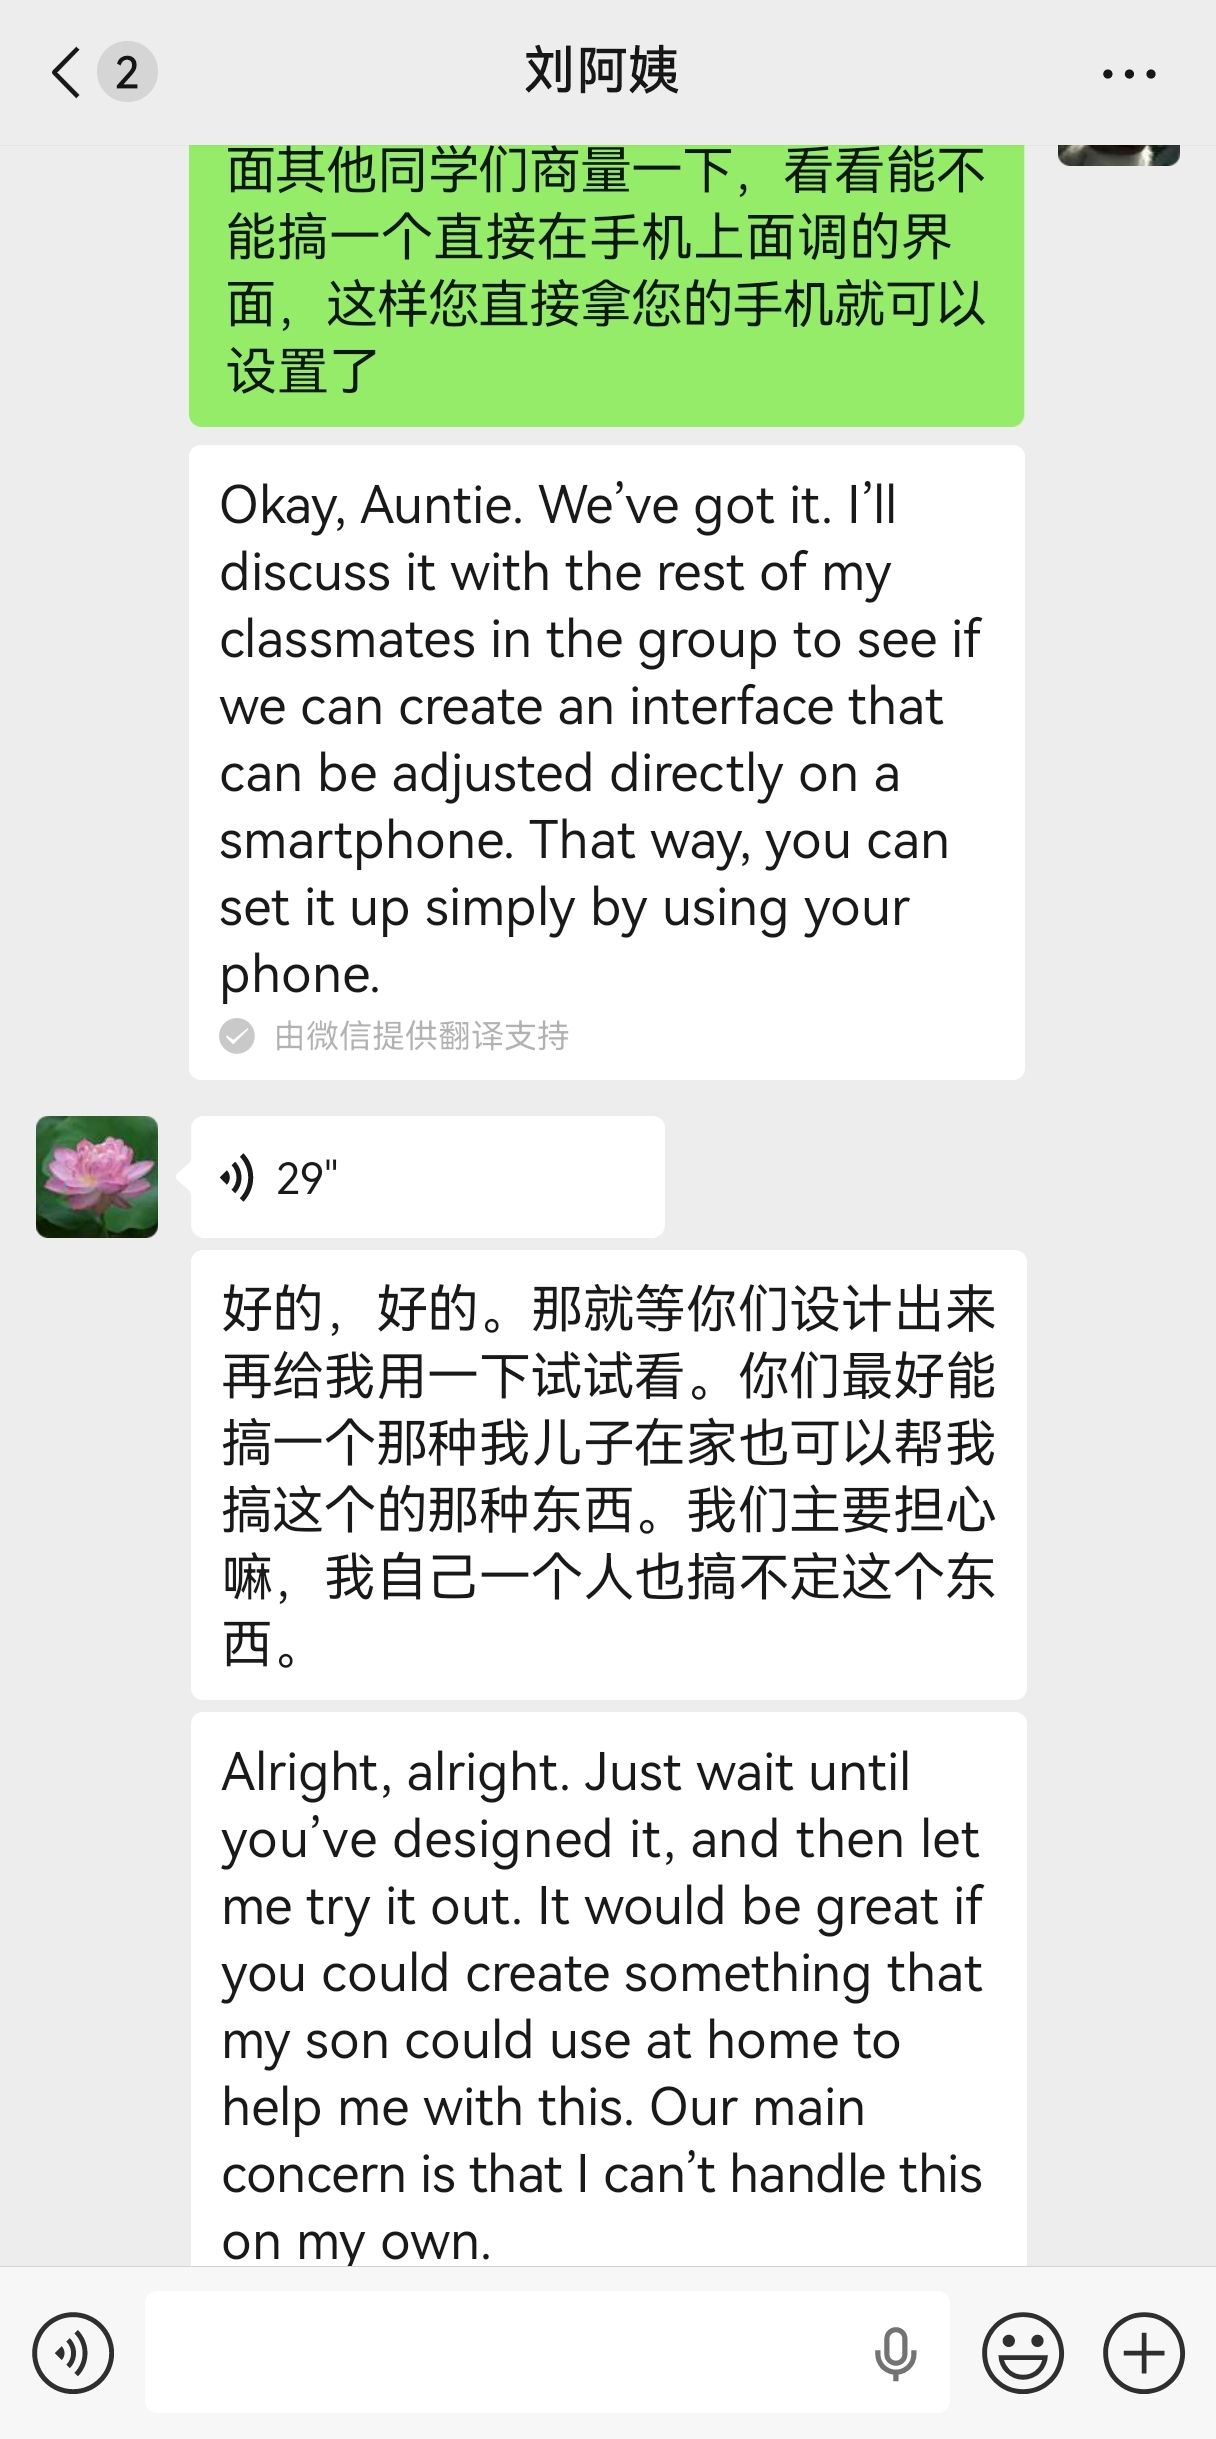 2
刘阿姨
面其他同学们商量一下，看看能不
能搞一个直接在手机上面调的界
面，这样您直接拿您的手机就可以
设置了
Okay, Auntie. We’ve got it. I’ll
discuss it with the rest of my
classmates in the group to see if
we can create an interface that
can be adjusted directly on a
smartphone. That way, you can
set it up simply by using your
phone.
由微信提供翻译支持
29"
好的，好的。那就等你们设计出来
再给我用一下试试看。你们最好能
搞一个那种我儿子在家也可以帮我
搞这个的那种东西。我们主要担心
嘛，我自己一个人也搞不定这个东
西。
Alright, alright. Just wait until
you’ve designed it, and then let
me try it out. It would be great if
you could create something that
my son could use at home to
help me with this. Our main
concern is that I can’t handle this
on my own.